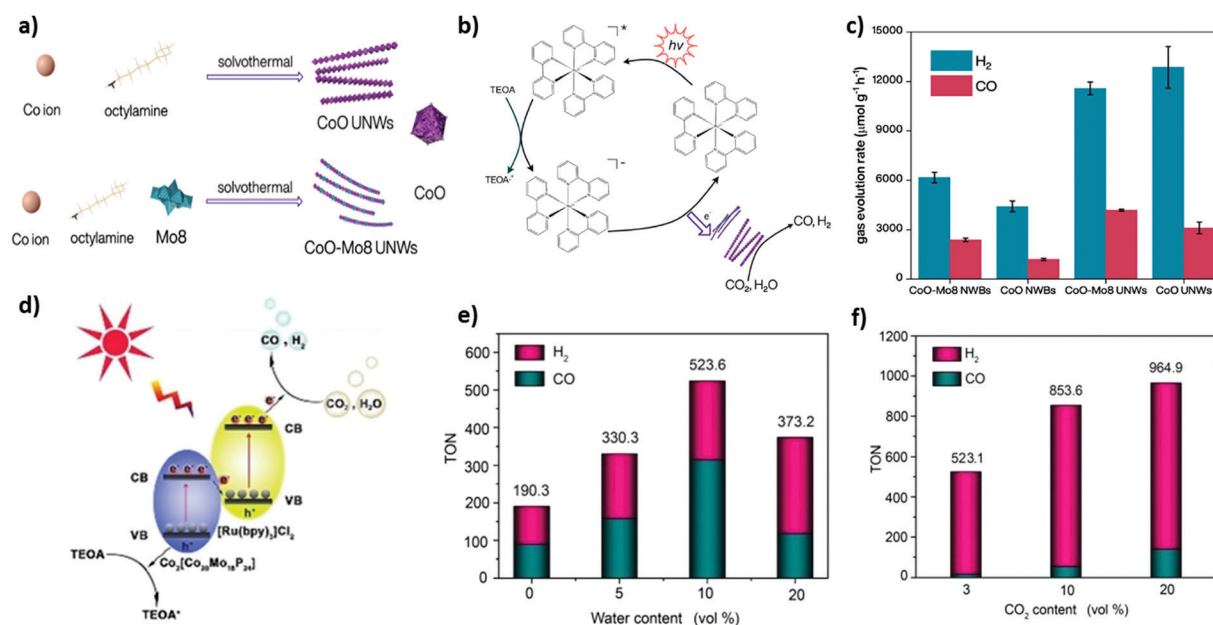 a)
Co ion
octylamine
solvothermal
CoO UNWs
CoO
Co ion
octylamine
Mo8
solvothermal
CoO-Mo8 UNWs
b)
*
hv
TEOA
TEOA·+
-
e-
CO, H2
CO2, H2O
c)
gas evolution rate (μmol g-1 h-1)
15000
12000
9000
6000
3000
0
H2
CO
CoO-Mo8 NWBs
CoO NWBs
CoO-Mo8 UNWs
CoO UNWs
d)
CO , H2
CO2, H2O
e-
e- e- e-
CB
CB
e- e- e-
e-
VB
h+
[Ru(bpy)3]Cl2
VB
h+
TEOA
Co2[Co20Mo16P24]
TEOA+
e)
TON
600
500
400
300
200
100
0
H2
CO
190.3
330.3
523.6
373.2
0
5
10
20
Water content (vol %)
f)
TON
1200
1000
800
600
400
200
0
H2
CO
523.1
853.6
964.9
3
10
20
CO2 content (vol %)